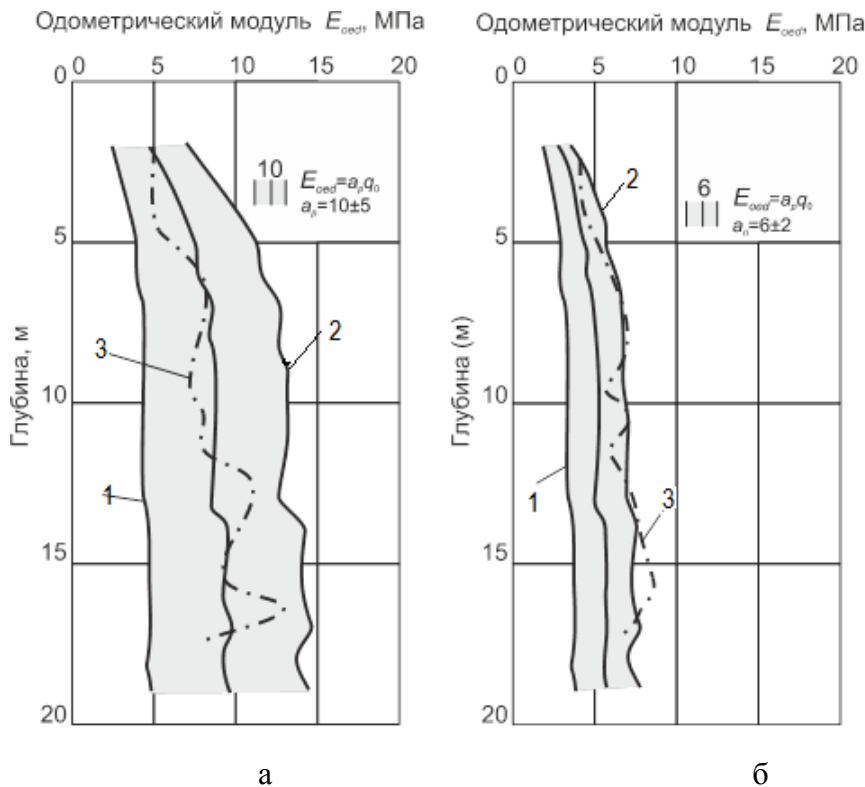 Одометрический модуль E_oed, МПа
0 5 10 15 20
0
5
10
15
20
Глубина, м
10
E_oed=a_p q_0
a_p=10±5
1
2
3
а
Одометрический модуль E_oed, МПа
0 5 10 15 20
0
5
10
15
20
Глубина (м)
6
E_oed=a_p q_0
a_n=6±2
2
1
3
б